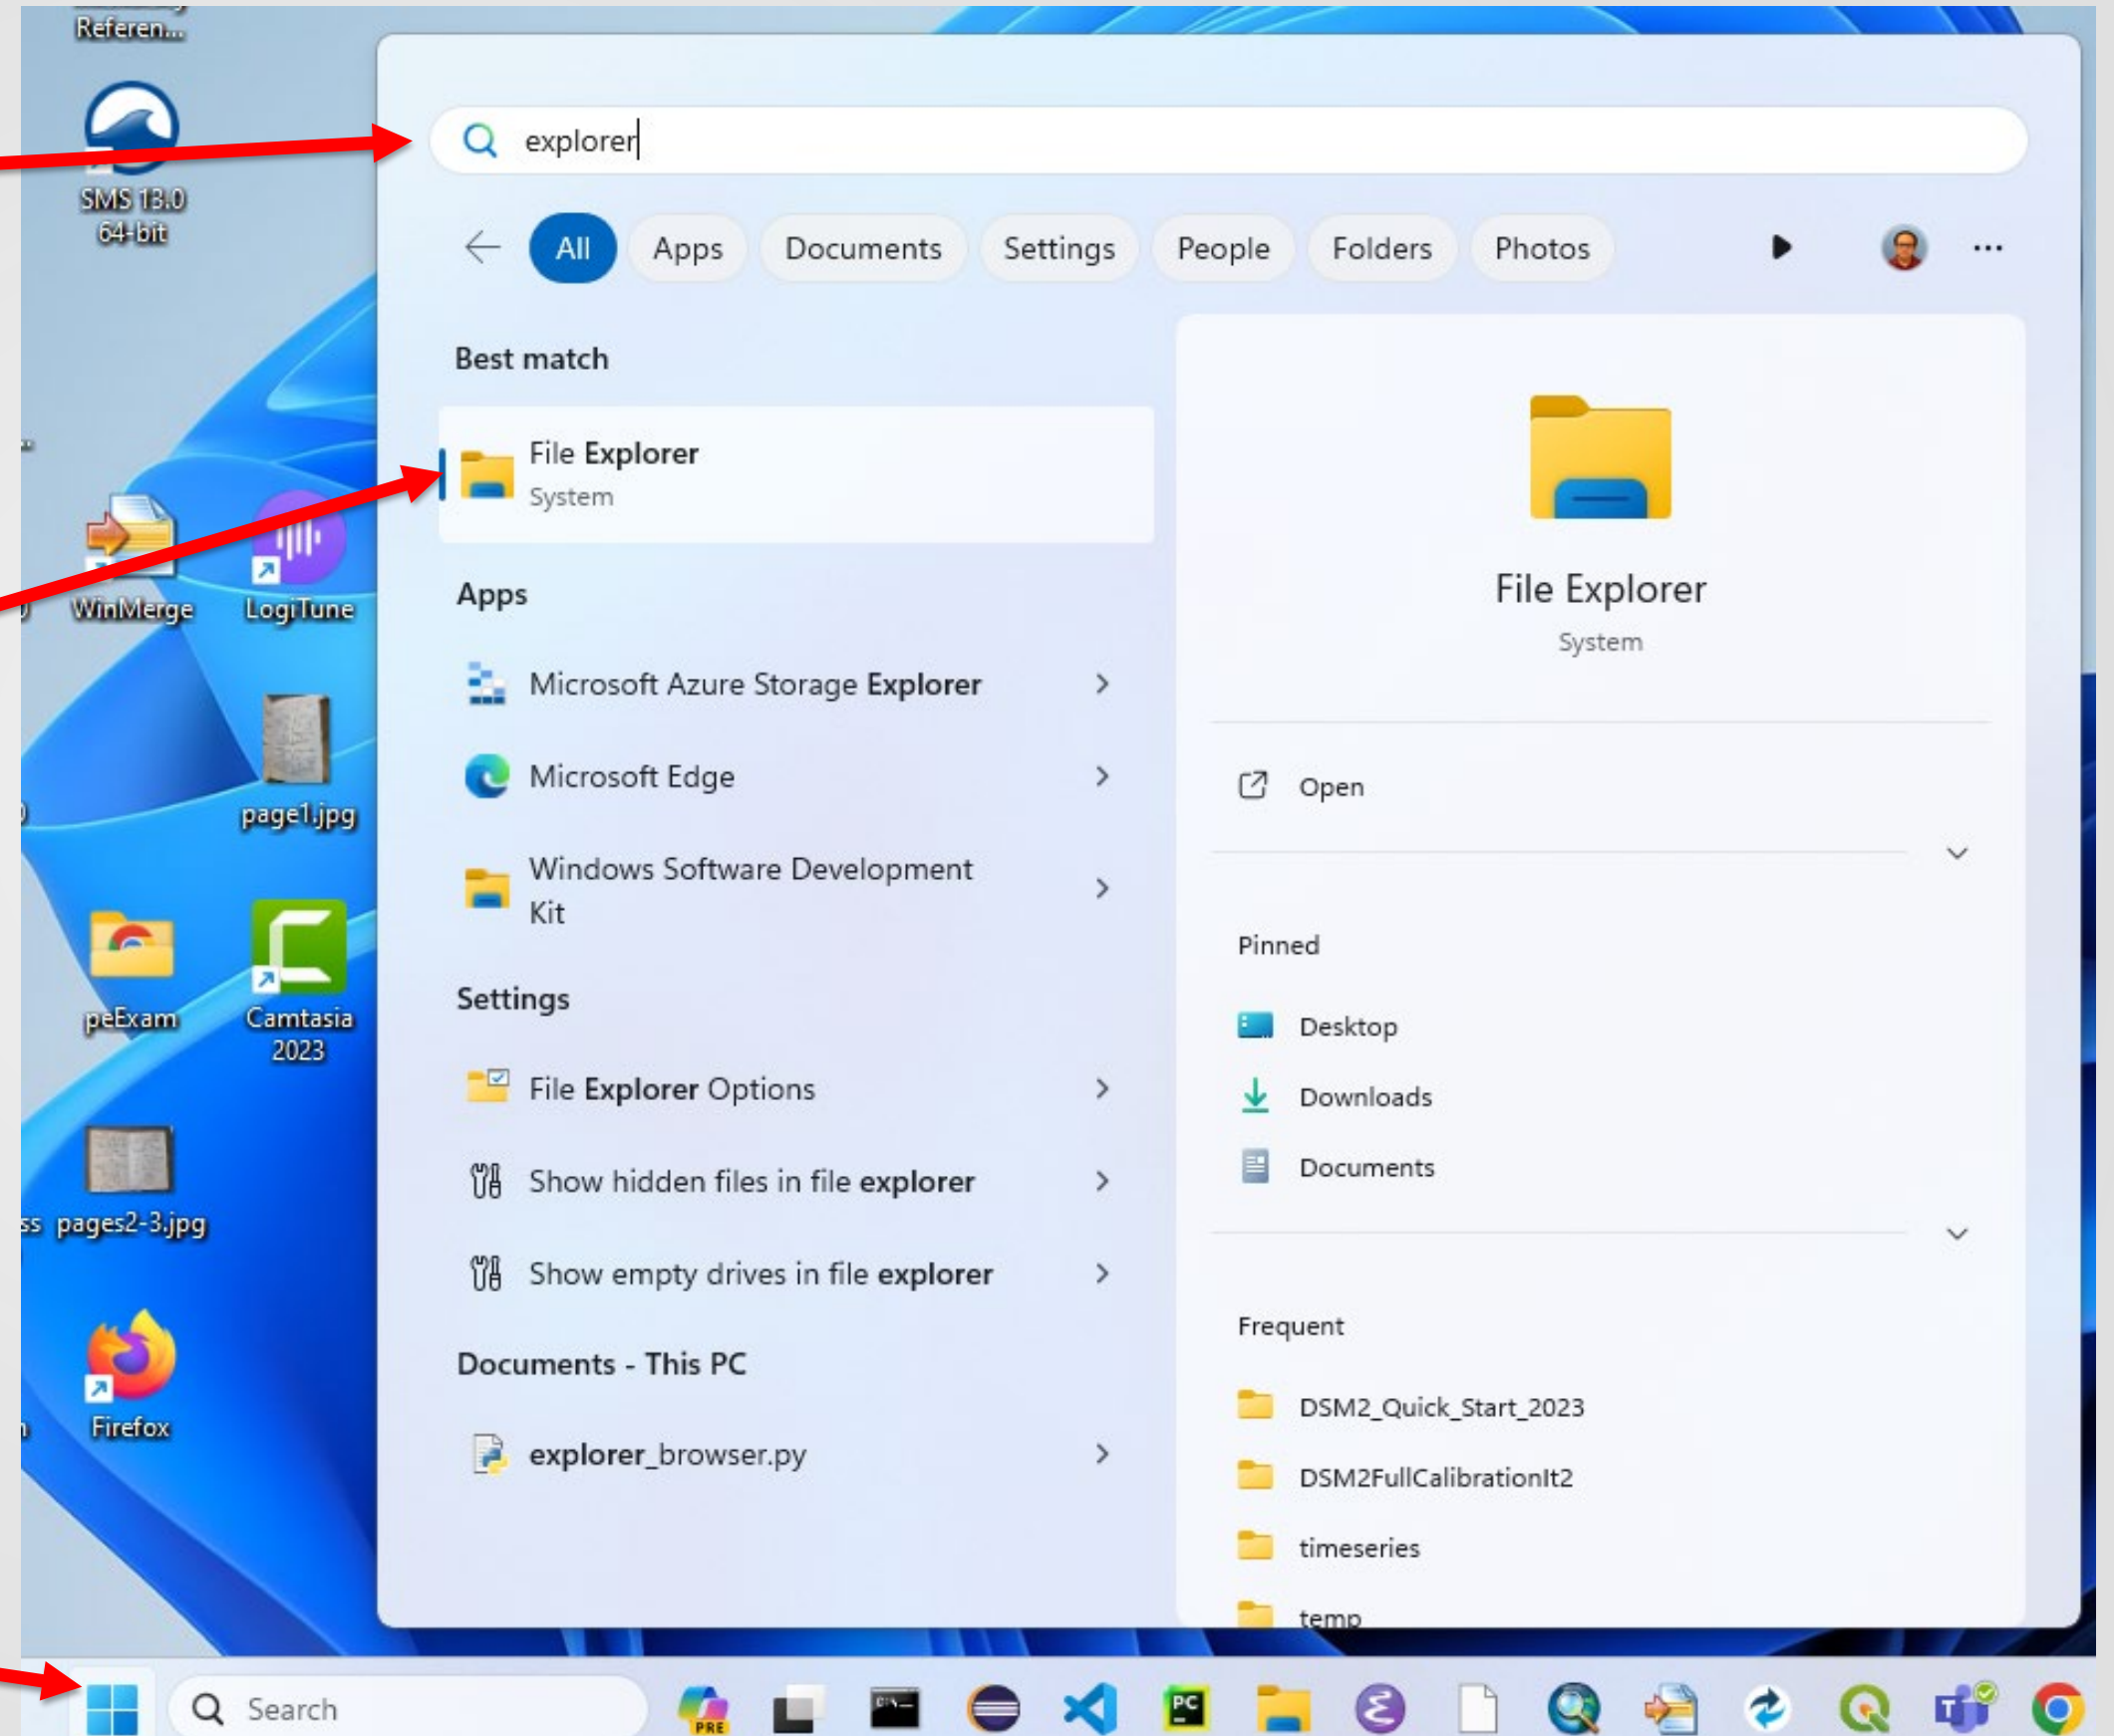 Referen...
SMS 13.0
64-bit
WinMerge
LogiTune
page1.jpg
peExam
Camtasia
2023
ss
pages2-3.jpg
Firefox
explorer
All
Apps
Documents
Settings
People
Folders
Photos
Best match
File Explorer
System
Apps
Microsoft Azure Storage Explorer
Microsoft Edge
Windows Software Development
Kit
Settings
File Explorer Options
Show hidden files in file explorer
Show empty drives in file explorer
Documents - This PC
explorer_browser.py
File Explorer
System
Open
Pinned
Desktop
Downloads
Documents
Frequent
DSM2_Quick_Start_2023
DSM2FullCalibrationIt2
timeseries
temp
Search
PRE
PC